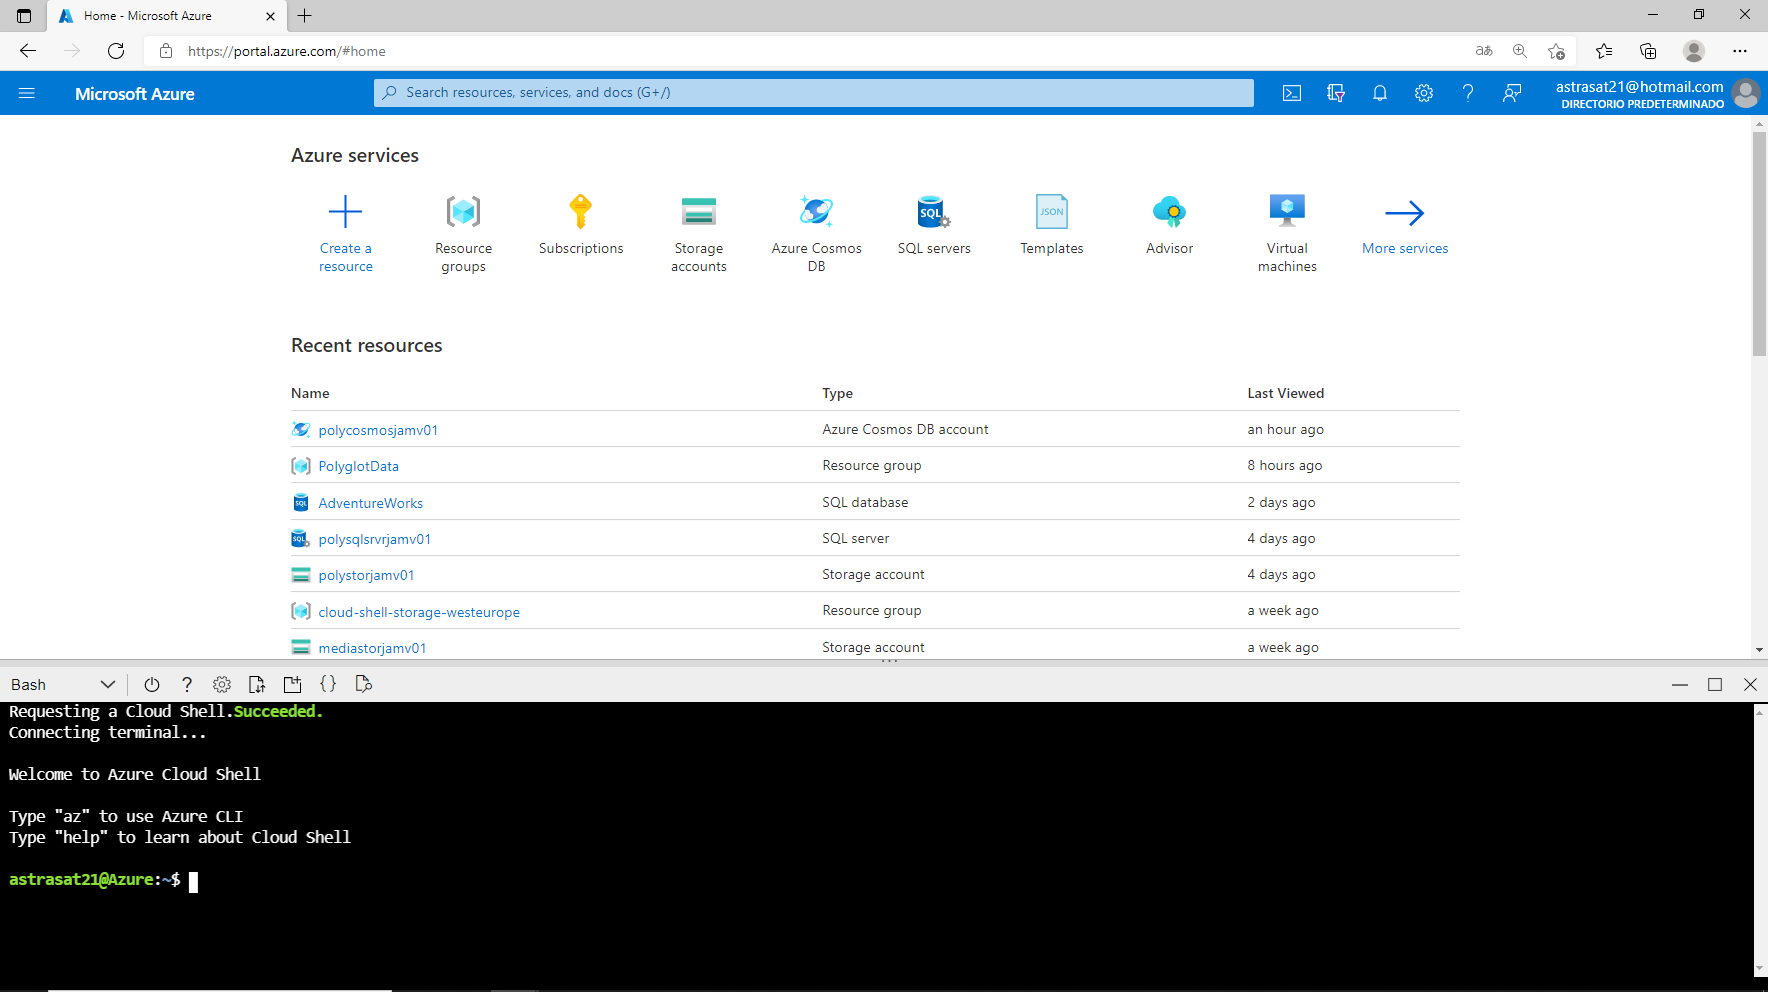 Home - Microsoft Azure
https://portal.azure.com/#home
aあ
Microsoft Azure
Search resources, services, and docs (G+/)
astrasat21@hotmail.com
DIRECTORIO PREDETERMINADO
Azure services
Create a resource
Resource groups
Subscriptions
Storage accounts
Azure Cosmos DB
SQL
SQL servers
JSON
Templates
Advisor
Virtual machines
More services
Recent resources
Name Type Last Viewed
polycosmosjamv01 Azure Cosmos DB account an hour ago
PolyglotData Resource group 8 hours ago
SQL AdventureWorks SQL database 2 days ago
SQL polysqlsrvrjamv01 SQL server 4 days ago
polystorjamv01 Storage account 4 days ago
cloud-shell-storage-westeurope Resource group a week ago
mediastorjamv01 Storage account a week ago
Bash
Requesting a Cloud Shell.Succeeded.
Connecting terminal...
Welcome to Azure Cloud Shell
Type "az" to use Azure CLI
Type "help" to learn about Cloud Shell
astrasat21@Azure:~$